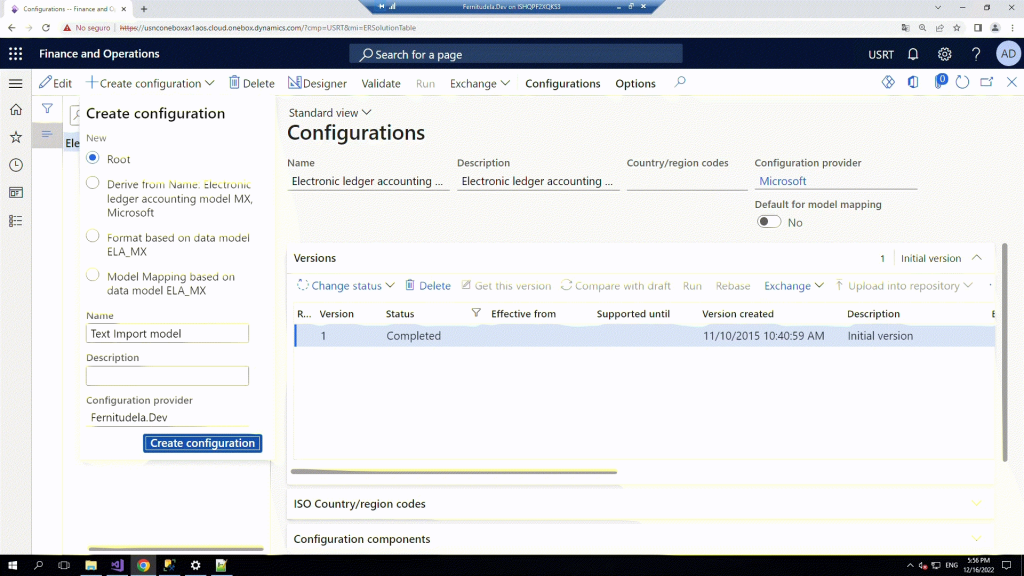 Configurations -- Finance and Op
Fernitudela.Dev on ISHQPF2XQKS3
No seguro
https://usnconeboxax1aos.cloud.onebox.dynamics.com/?cmp=USRT&mi=ERSolutionTable
Finance and Operations
Search for a page
USRT
AD
Edit
Create configuration
Delete
Designer
Validate
Run
Exchange
Configurations
Options
0
Create configuration
New
Root
Derive from Name: Electronic
ledger accounting model MX,
Microsoft
Format based on data model
ELA_MX
Model Mapping based on
data model ELA_MX
Name
Text Import model
Description
Configuration provider
Fernitudela.Dev
Create configuration
Ele
Standard view
Configurations
Name
Description
Country/region codes
Configuration provider
Electronic ledger accounting ...
Electronic ledger accounting ...
Microsoft
Default for model mapping
No
Versions
1
Initial version
Change status
Delete
Get this version
Compare with draft
Run
Rebase
Exchange
Upload into repository
R...
Version
Status
Effective from
Supported until
Version created
Description
1
Completed
11/10/2015 10:40:59 AM
Initial version
ISO Country/region codes
Configuration components
ENG
5:56 PM
12/16/2022